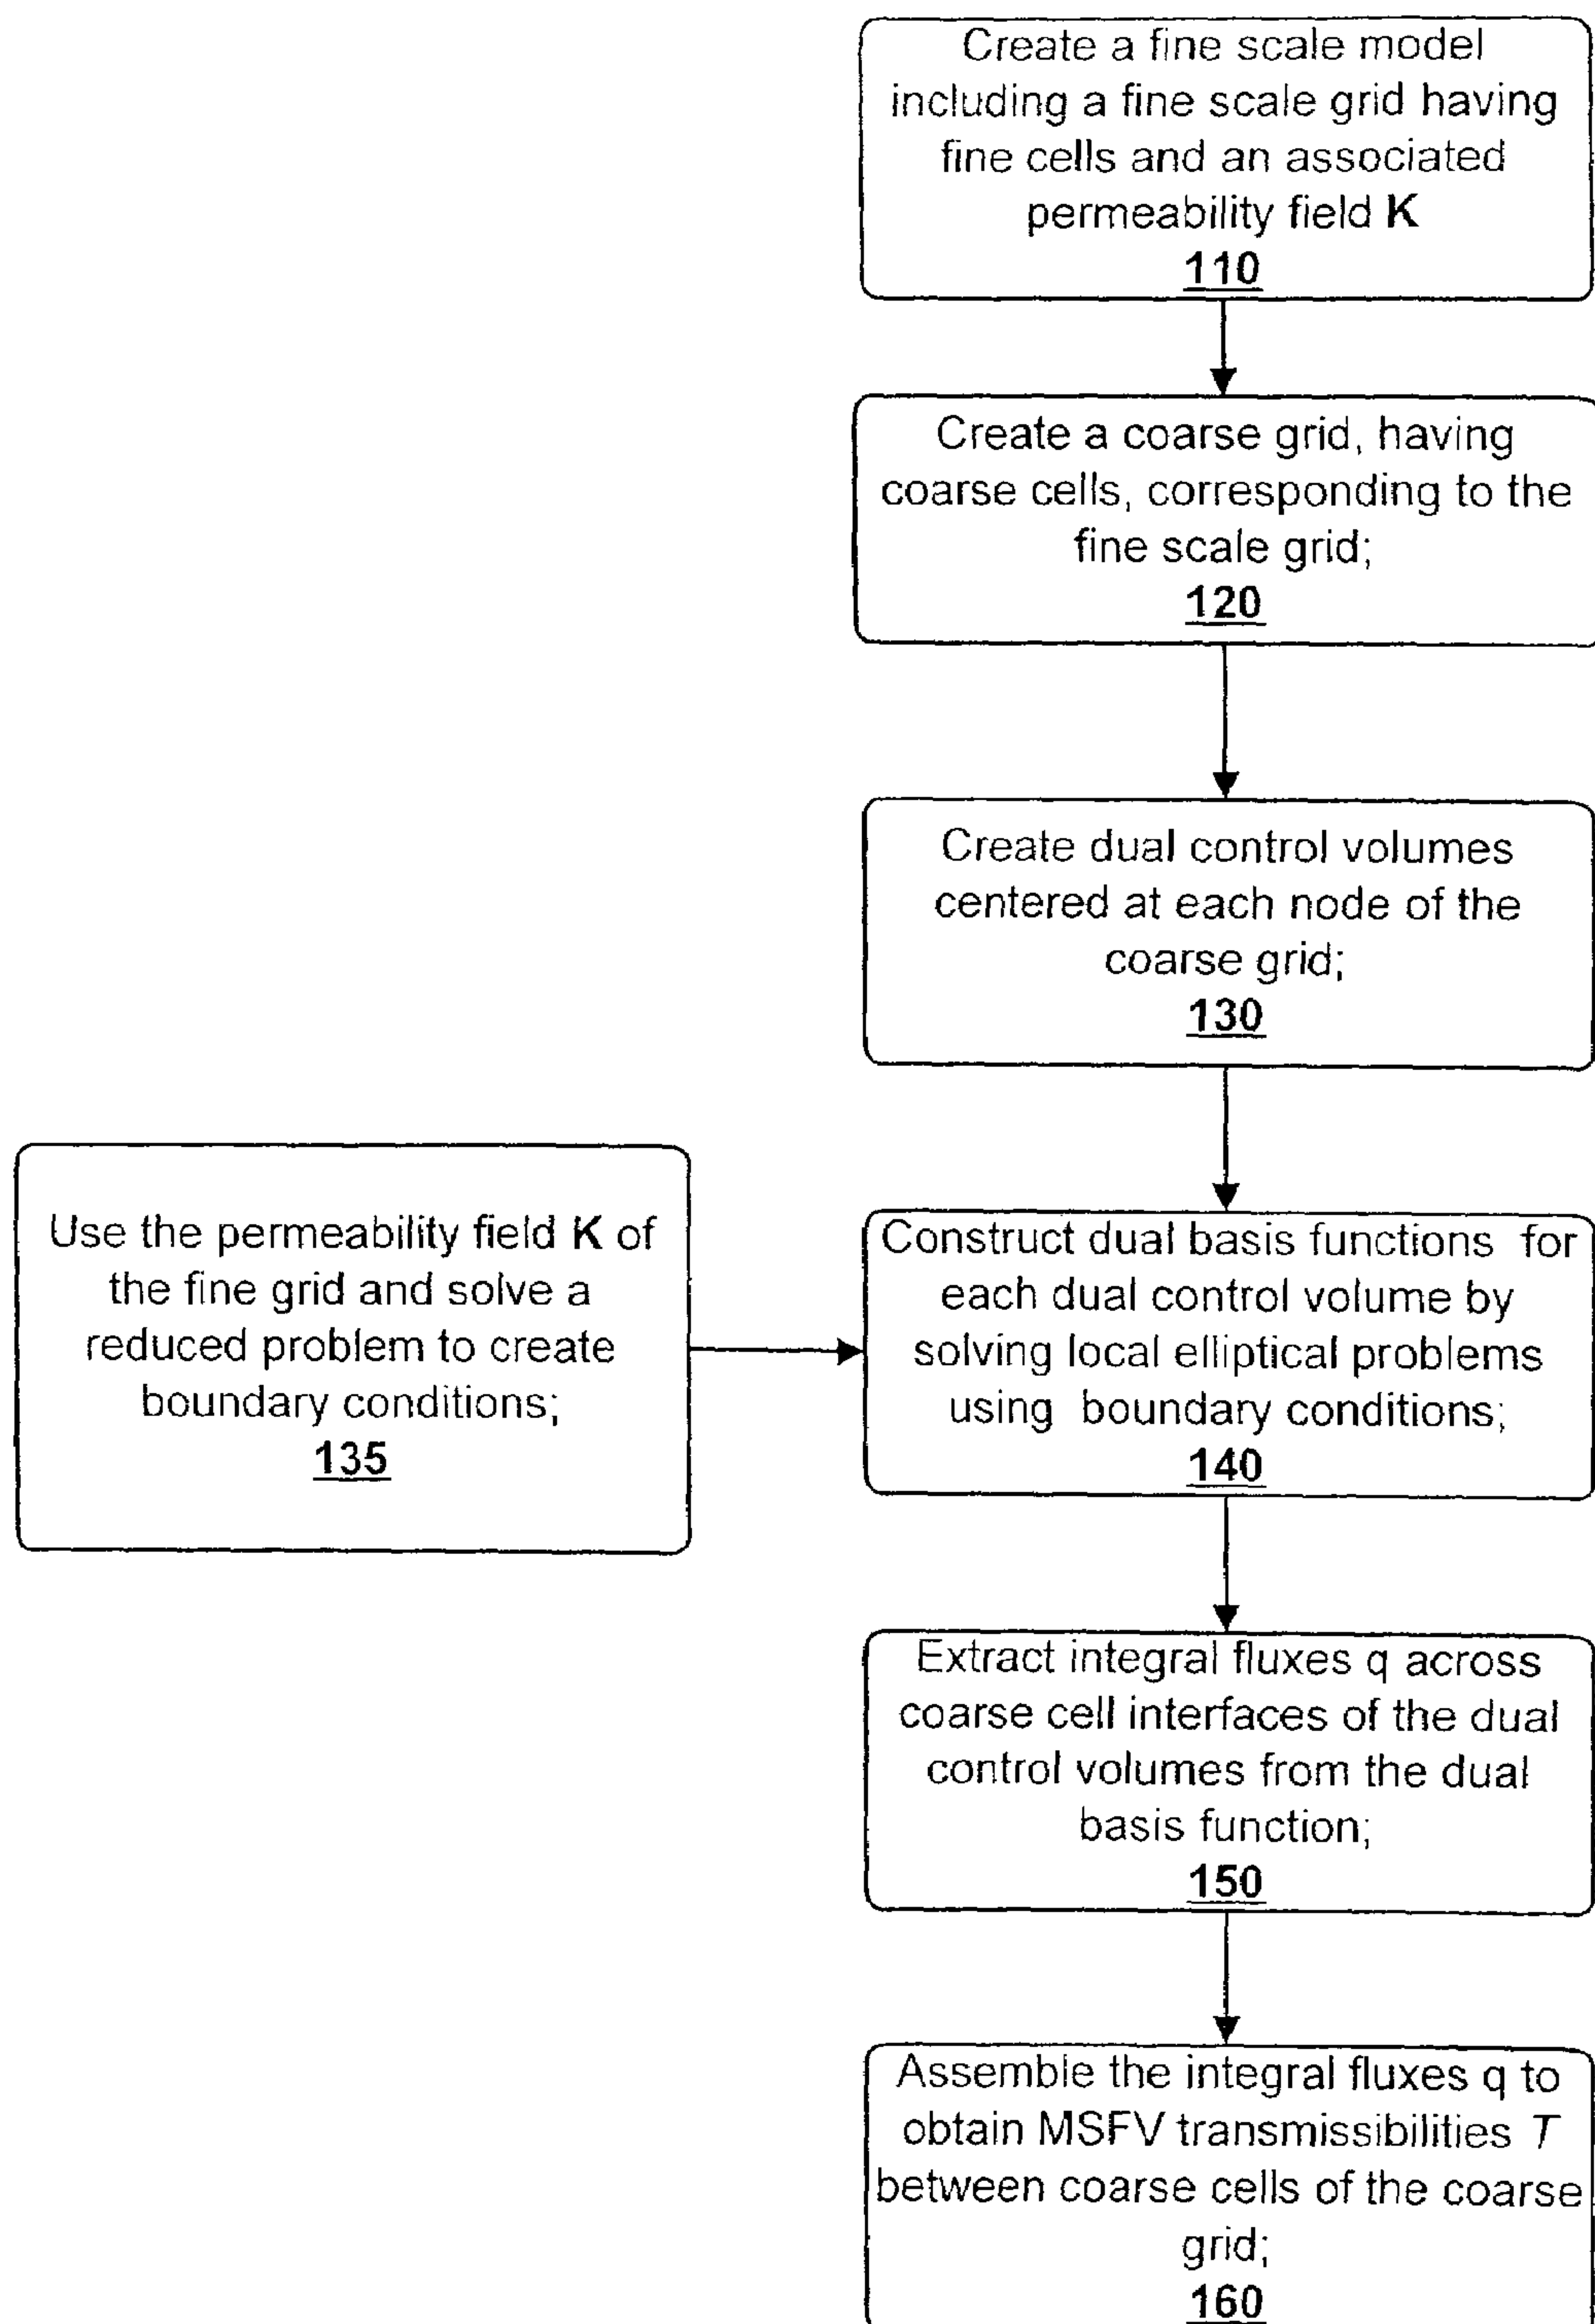 Create a fine scale model
including a fine scale grid having
fine cells and an associated
permeability field K
110
Create a coarse grid, having
coarse cells, corresponding to the
fine scale grid;
120
Create dual control volumes
centered at each node of the
coarse grid;
130
Use the permeability field K of
the fine grid and solve a
reduced problem to create
boundary conditions;
135
Construct dual basis functions for
each dual control volume by
solving local elliptical problems
using boundary conditions;
140
Extract integral fluxes q across
coarse cell interfaces of the dual
control volumes from the dual
basis function;
150
Assemble the integral fluxes q to
obtain MSFV transmissibilities T
between coarse cells of the coarse
grid;
160